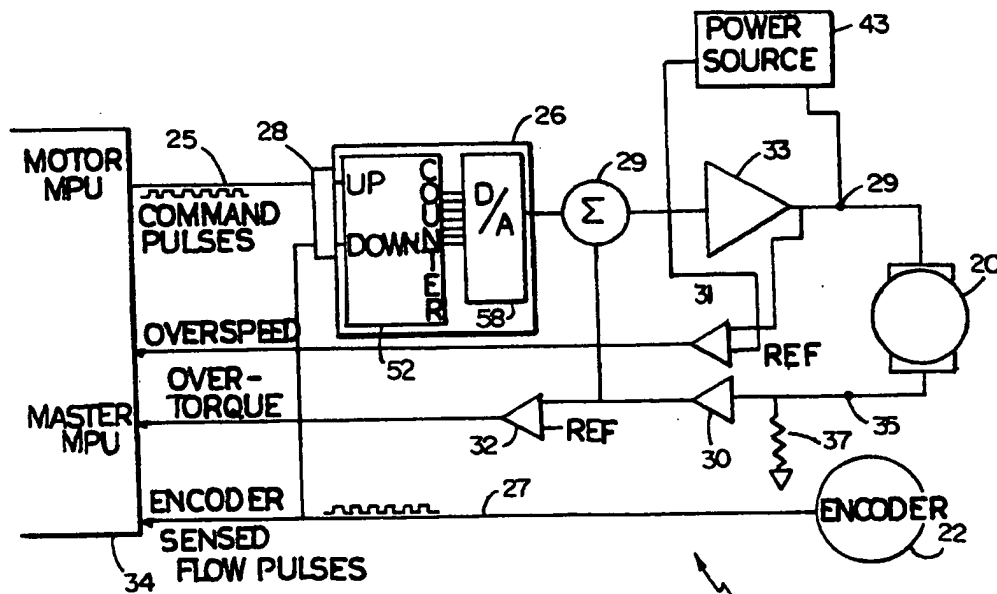 POWER
SOURCE
43
MOTOR
MPU
25
28
26
29
33
29
COMMAND
PULSES
UP
DOWN
COUNTER
D/A
Σ
20
58
52
31
OVERSPEED
REF
OVER-
TORQUE
MASTER
MPU
32
REF
30
37
35
ENCODER
27
ENCODER
22
SENSED
FLOW PULSES
34